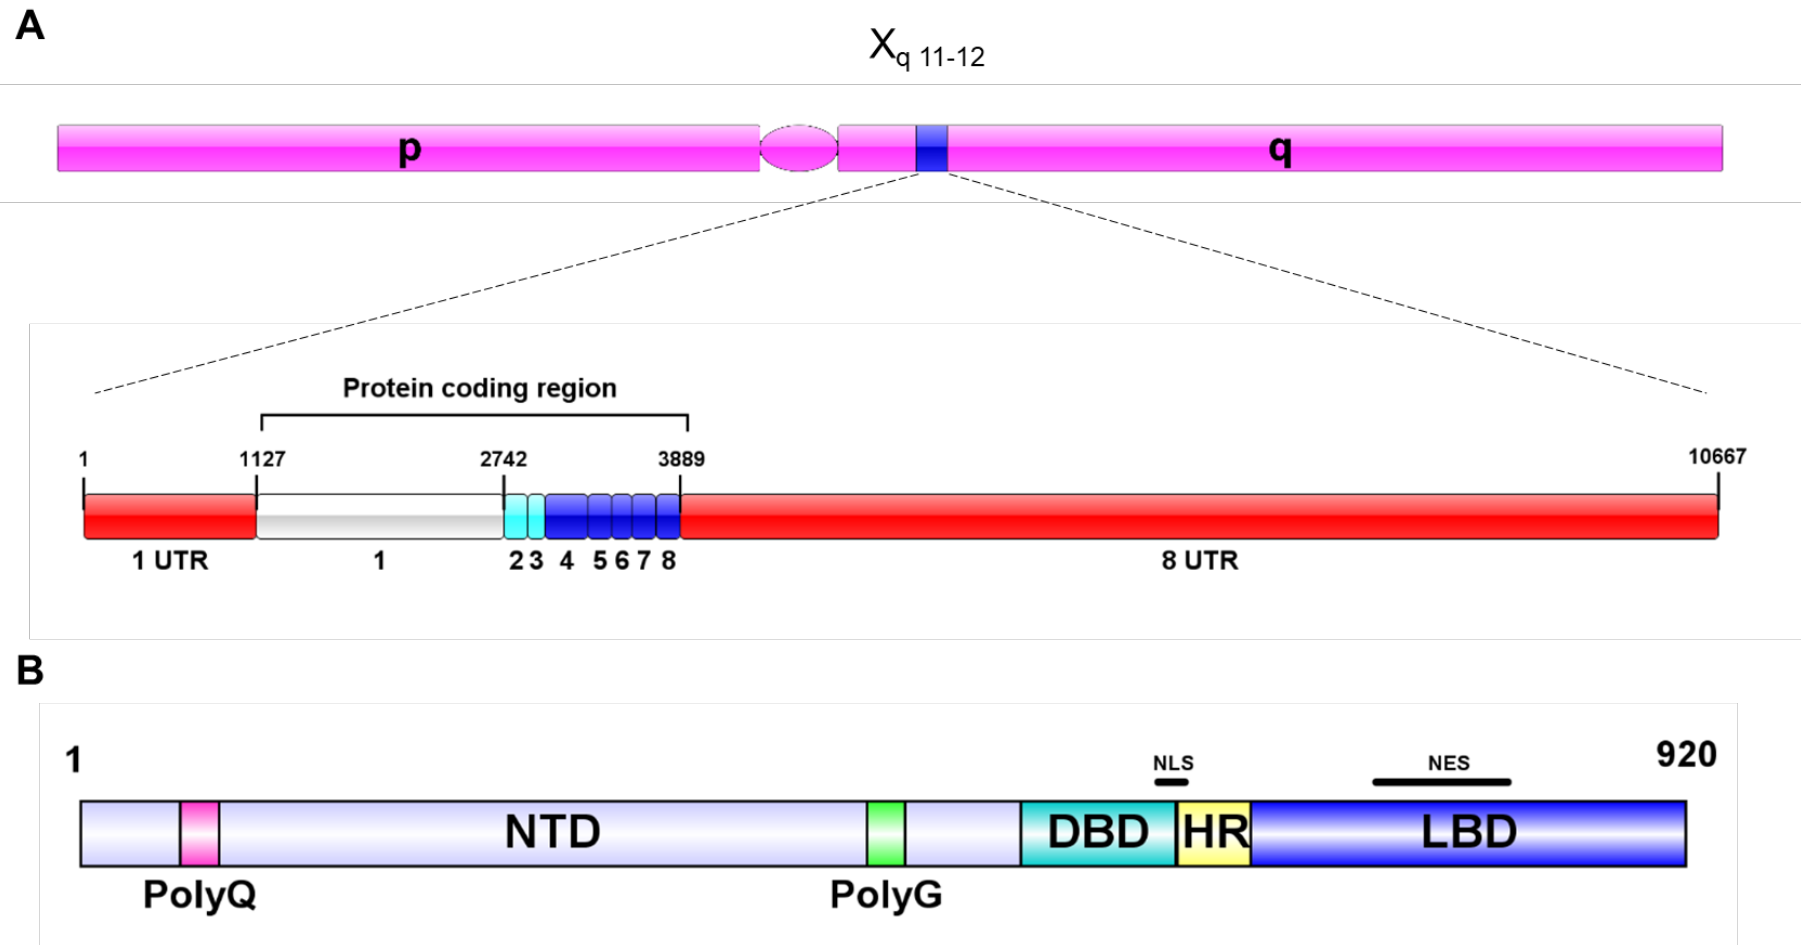 A
Xq 11-12
p
q
Protein coding region
1
1127
2742
3889
10667
1 UTR
1
2
3
4
5
6
7
8
8 UTR
B
1
NLS
NES
920
NTD
DBD
HR
LBD
PolyQ
PolyG